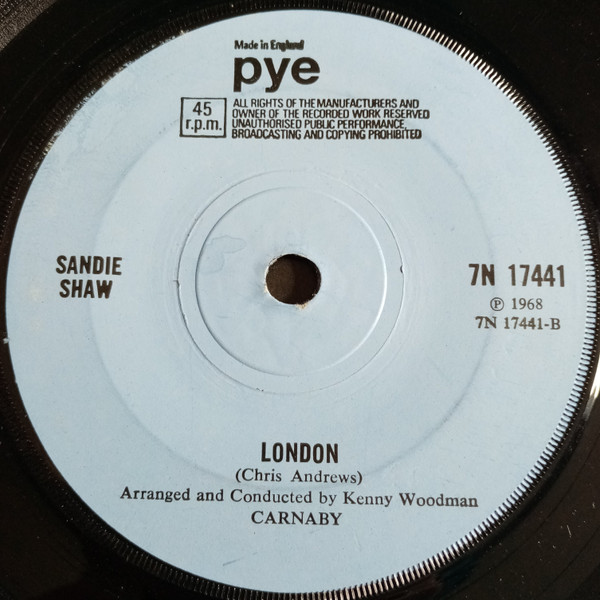 Made in England
pye
45
r.p.m.
ALL RIGHTS OF THE MANUFACTURERS AND
OWNER OF THE RECORDED WORK RESERVED
UNAUTHORISED PUBLIC PERFORMANCE,
BROADCASTING AND COPYING PROHIBITED
SANDIE
SHAW
7N 17441
Ⓟ 1968
7N 17441-B
LONDON
(Chris Andrews)
Arranged and Conducted by Kenny Woodman
CARNABY